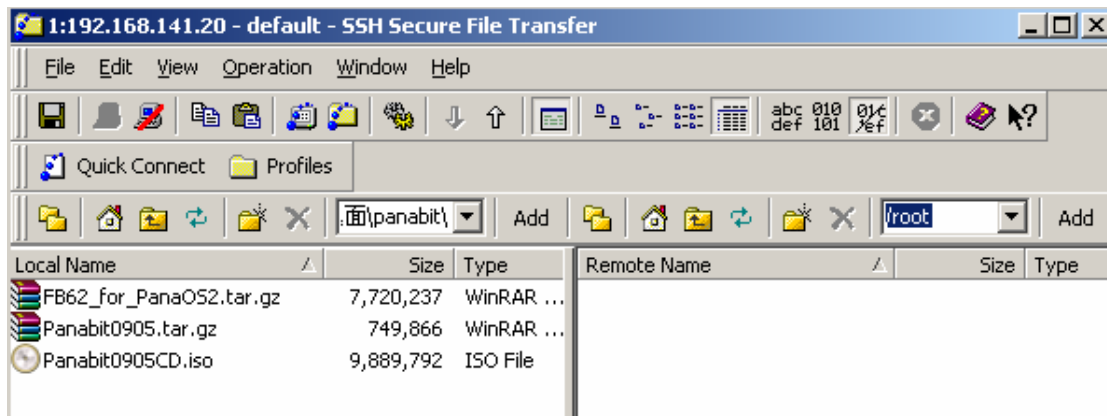 1:192.168.141.20 - default - SSH Secure File Transfer
File Edit View Operation Window Help
abc def 010 101
Quick Connect Profiles
面\panabit\ Add /root Add
Local Name Size Type Remote Name Size Type
FB62_for_PanaOS2.tar.gz 7,720,237 WinRAR ...
Panabit0905.tar.gz 749,866 WinRAR ...
Panabit0905CD.iso 9,889,792 ISO File